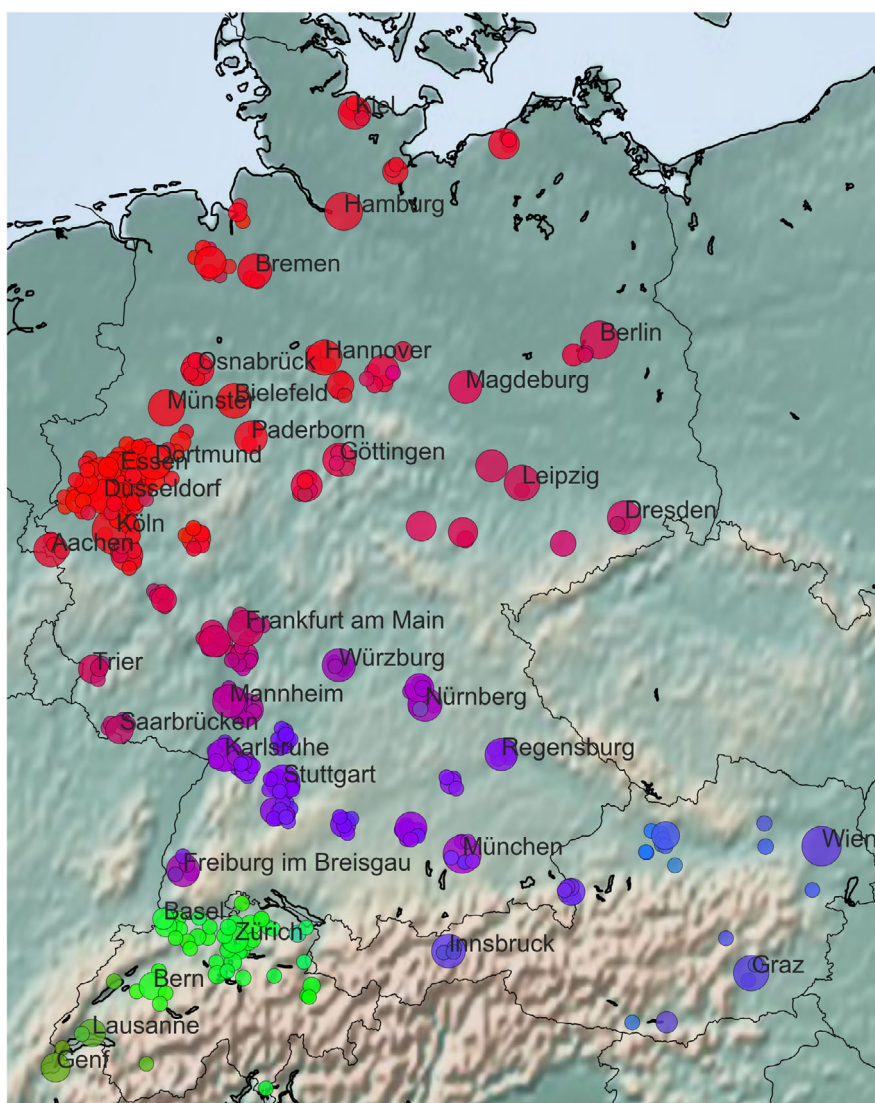 Kiel
Hamburg
Bremen
Berlin
Osnabrück
Hannover
Magdeburg
Münster
Bielefeld
Paderborn
Göttingen
Essen
Dortmund
Leipzig
Düsseldorf
Dresden
Köln
Aachen
Frankfurt am Main
Trier
Würzburg
Mannheim
Nürnberg
Saarbrücken
Karlsruhe
Regensburg
Stuttgart
Wien
München
Freiburg im Breisgau
Basel
Zürich
Innsbruck
Bern
Graz
Lausanne
Genf